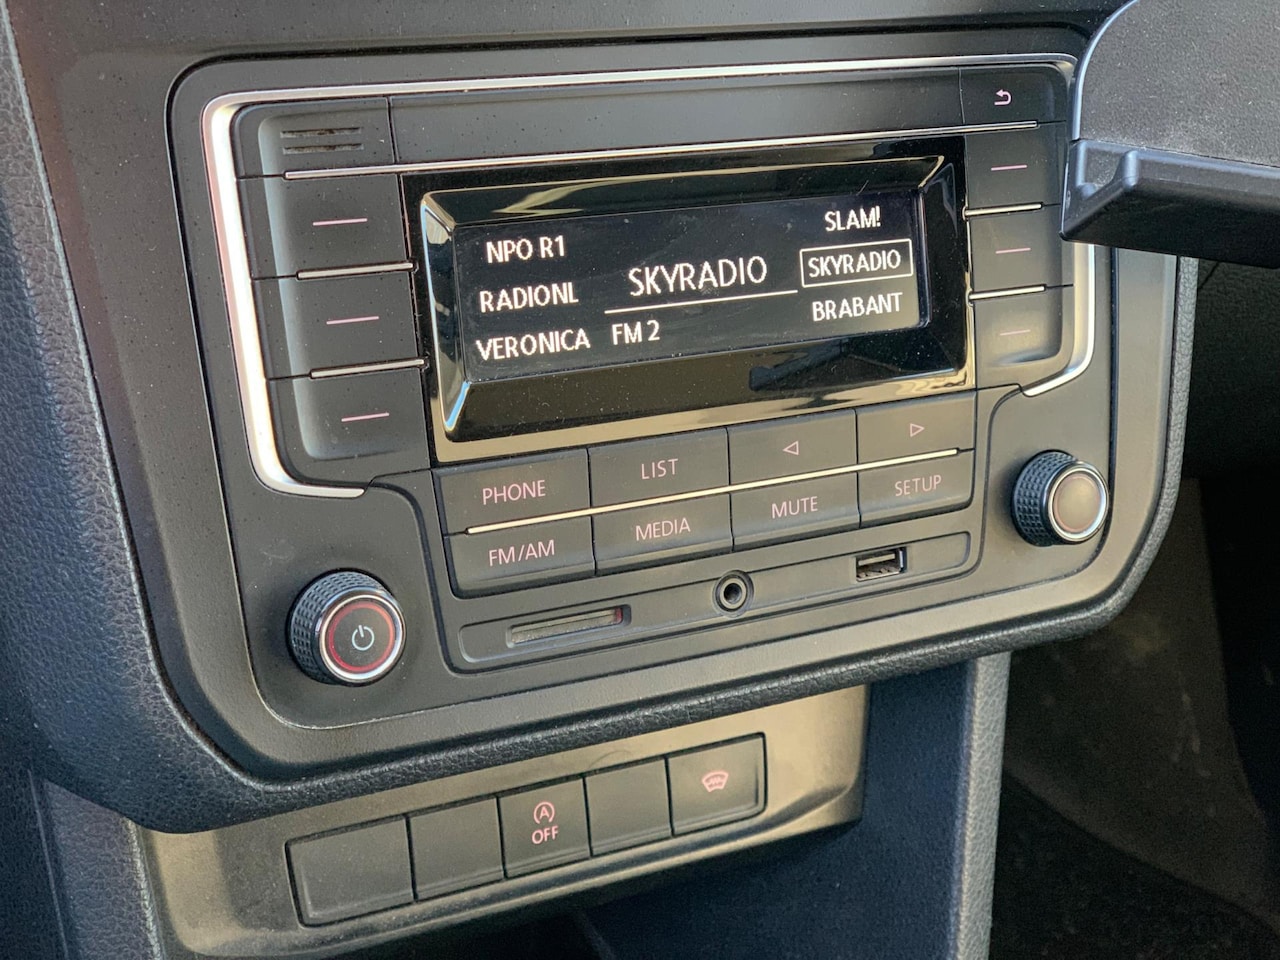 NPO R1
RADIONL
VERONICA
SKYRADIO
FM 2
SLAM!
SKYRADIO
BRABANT
PHONE
LIST
FM/AM
MEDIA
MUTE
SETUP
A
OFF